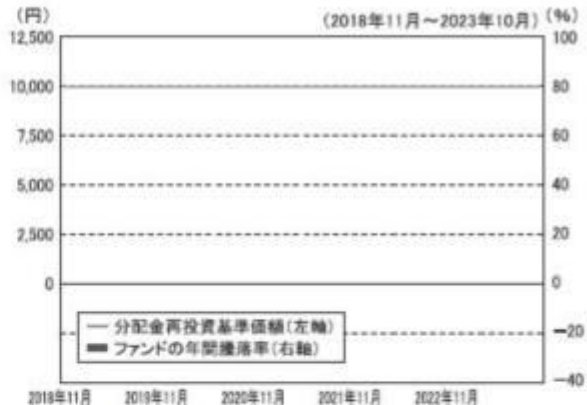 (円)
(2018年11月～2023年10月)
(%)
12,500
100
10,000
80
7,500
60
5,000
40
2,500
20
0
0
分配金再投資基準価額(左軸)
-20
ファンドの年間騰落率(右軸)
-40
2018年11月
2019年11月
2020年11月
2021年11月
2022年11月